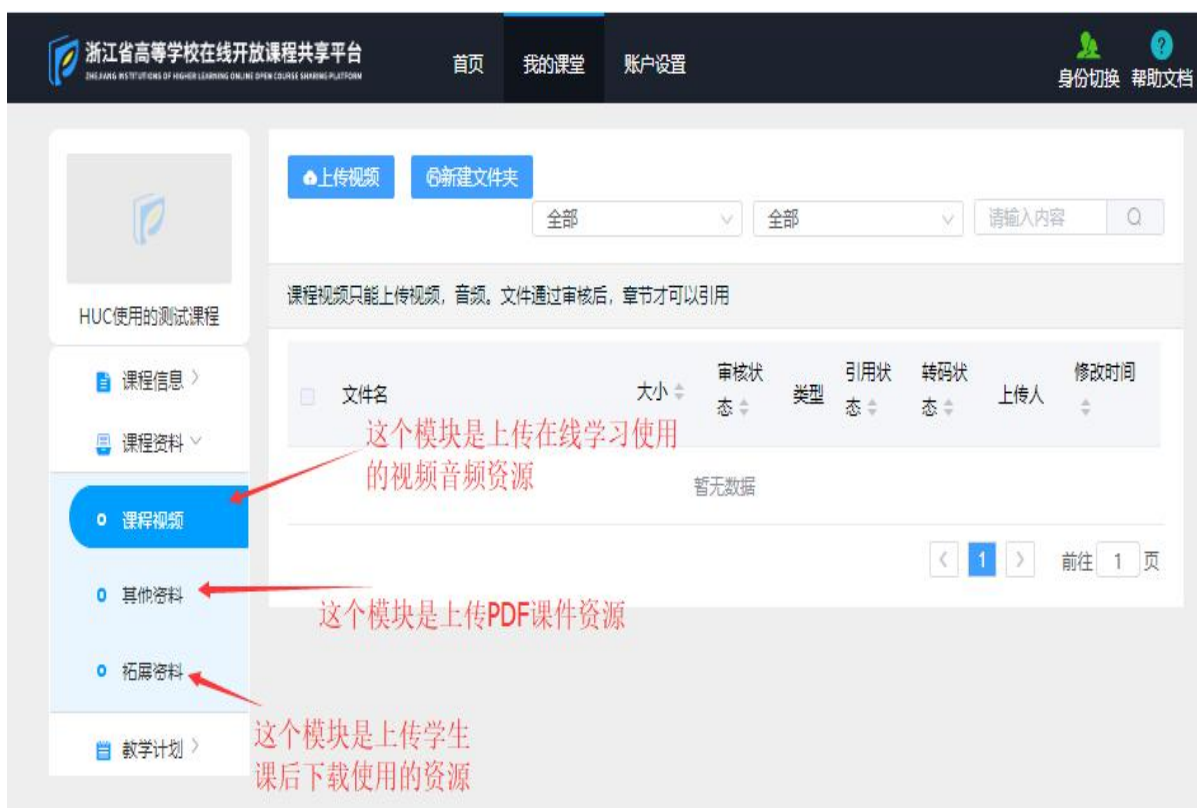 浙江省高等学校在线开放课程共享平台
ZHEJIANG INSTITUTIONS OF HIGHER LEARNING ONLINE OPEN COURSE SHARING PLATFORM
首页
我的课堂
账户设置
身份切换
帮助文档
上传视频
新建文件夹
全部
全部
请输入内容
HUC使用的测试课程
课程视频只能上传视频，音频。文件通过审核后，章节才可以引用
课程信息
课程资料
课程视频
其他资料
拓展资料
教学计划
文件名
大小
审核状
态
类型
引用状
态
转码状
态
上传人
修改时间
这个模块是上传在线学习使用
的视频音频资源
暂无数据
1
前往 1 页
这个模块是上传PDF课件资源
这个模块是上传学生
课后下载使用的资源